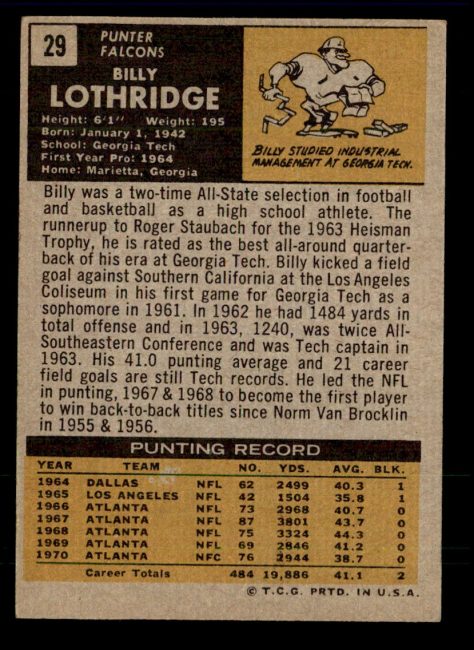 29
PUNTER
FALCONS
BILLY
LOTHRIDGE
Height: 6'1" Weight: 195
Born: January 1, 1942
School: Georgia Tech
First Year Pro: 1964
Home: Marietta, Georgia
BILLY STUDIED INDUSTRIAL
MANAGEMENT AT GEORGIA TECH.
Billy was a two-time All-State selection in football
and basketball as a high school athlete. The
runnerup to Roger Staubach for the 1963 Heisman
Trophy, he is rated as the best all-around quarter-
back of his era at Georgia Tech. Billy kicked a field
goal against Southern California at the Los Angeles
Coliseum in his first game for Georgia Tech as a
sophomore in 1961. In 1962 he had 1484 yards in
total offense and in 1963, 1240, was twice All-
Southeastern Conference and was Tech captain in
1963. His 41.0 punting average and 21 career
field goals are still Tech records. He led the NFL
in punting, 1967 & 1968 to become the first player
to win back-to-back titles since Norm Van Brocklin
in 1955 & 1956.
PUNTING RECORD
YEAR TEAM NO. YDS. AVG. BLK.
1964 DALLAS NFL 62 2499 40.3 1
1965 LOS ANGELES NFL 42 1504 35.8 1
1966 ATLANTA NFL 73 2968 40.7 0
1967 ATLANTA NFL 87 3801 43.7 0
1968 ATLANTA NFL 75 3324 44.3 0
1969 ATLANTA NFL 69 2846 41.2 0
1970 ATLANTA NFC 76 2944 38.7 0
Career Totals 484 19,886 41.1 2
© T.C.G. PRTD. IN U.S.A.